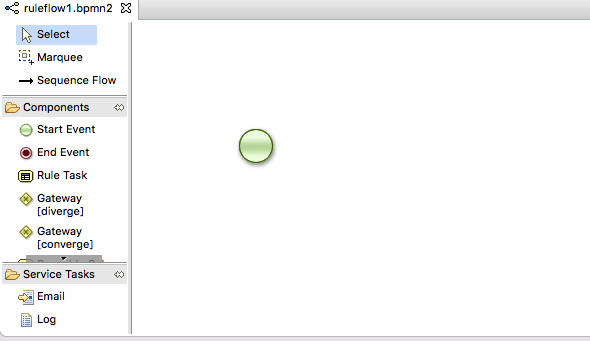 ruleflow1.bpmn2
Select
Marquee
Sequence Flow
Components
Start Event
End Event
Rule Task
Gateway
[diverge]
Gateway
[converge]
Service Tasks
Email
Log